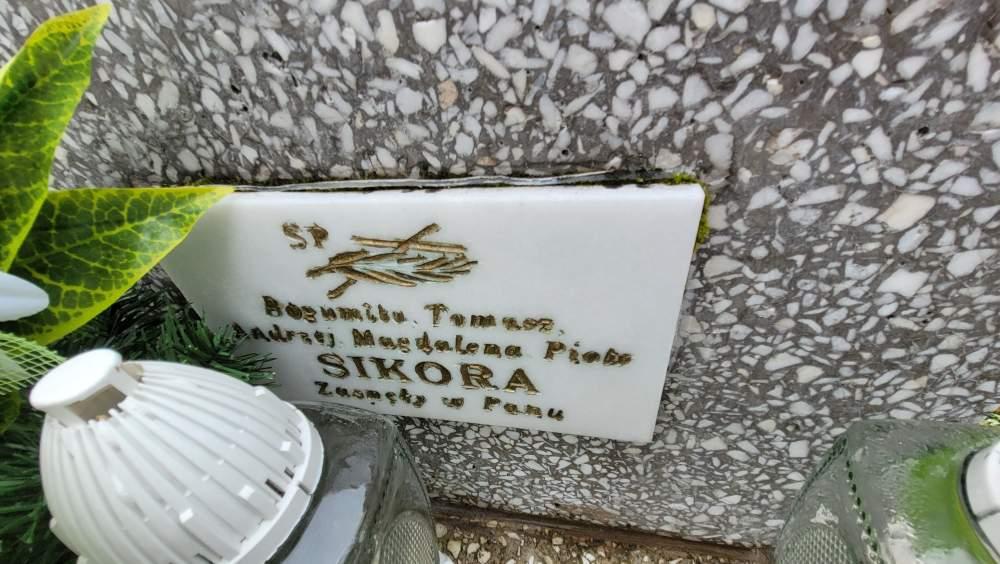 SP
Bogumiła Tomasz
Andrzej Magdalena Piotr
SIKORA
Zasnęły w Panu